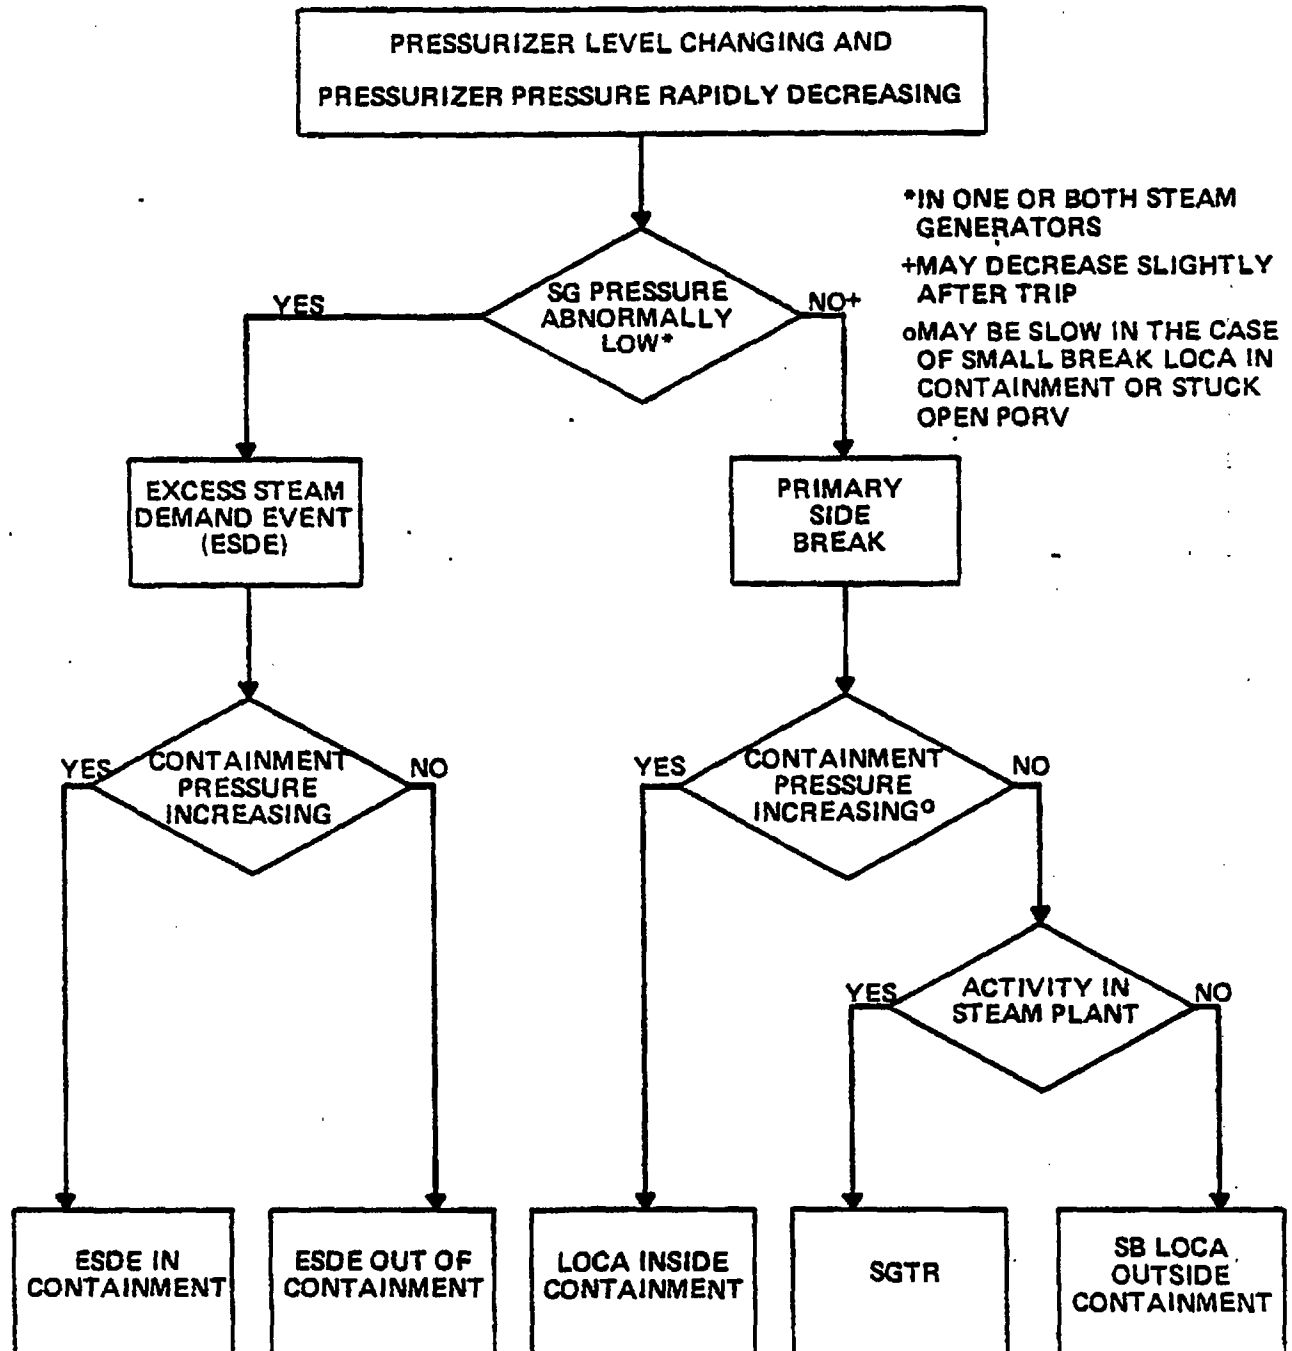 PRESSURIZER LEVEL CHANGING AND
PRESSURIZER PRESSURE RAPIDLY DECREASING
*IN ONE OR BOTH STEAM
GENERATORS
+MAY DECREASE SLIGHTLY
AFTER TRIP
oMAY BE SLOW IN THE CASE
OF SMALL BREAK LOCA IN
CONTAINMENT OR STUCK
OPEN PORV
YES
SG PRESSURE
ABNORMALLY
LOW*
NO+
EXCESS STEAM
DEMAND EVENT
(ESDE)
PRIMARY
SIDE
BREAK
YES
CONTAINMENT
PRESSURE
INCREASING
NO
YES
CONTAINMENT
PRESSURE
INCREASINGo
NO
YES
ACTIVITY IN
STEAM PLANT
NO
ESDE IN
CONTAINMENT
ESDE OUT OF
CONTAINMENT
LOCA INSIDE
CONTAINMENT
SGTR
SB LOCA
OUTSIDE
CONTAINMENT